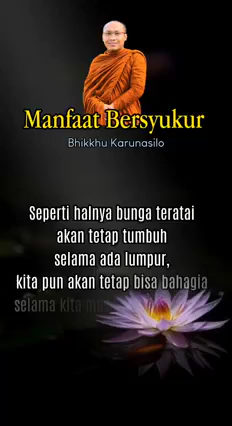 Manfaat Bersyukur
Bhikkhu Karunasilo
Seperti halnya bunga teratai
akan tetap tumbuh
selama ada lumpur,
kita pun akan tetap bisa bahagia
selama kita